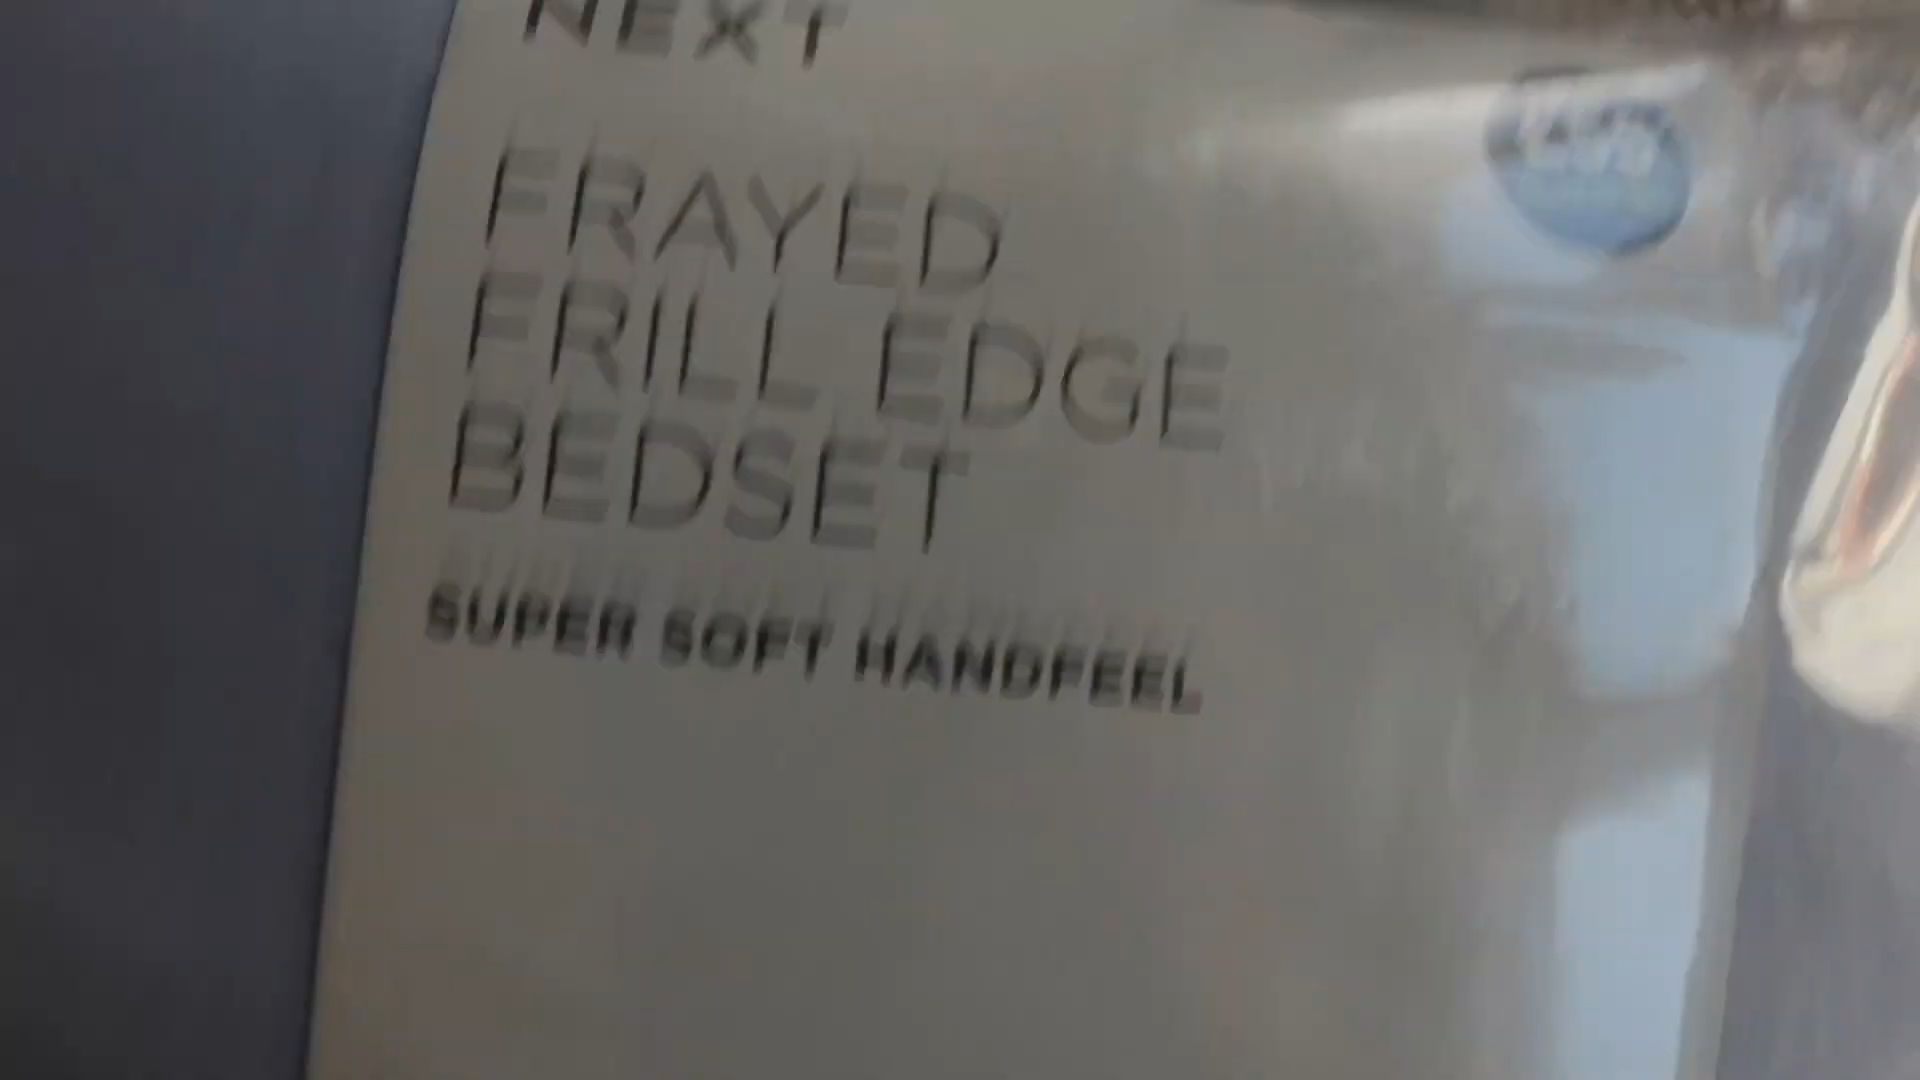 NEXT
FRAYED
FRILL EDGE
BEDSET
SUPER SOFT HANDFEEL